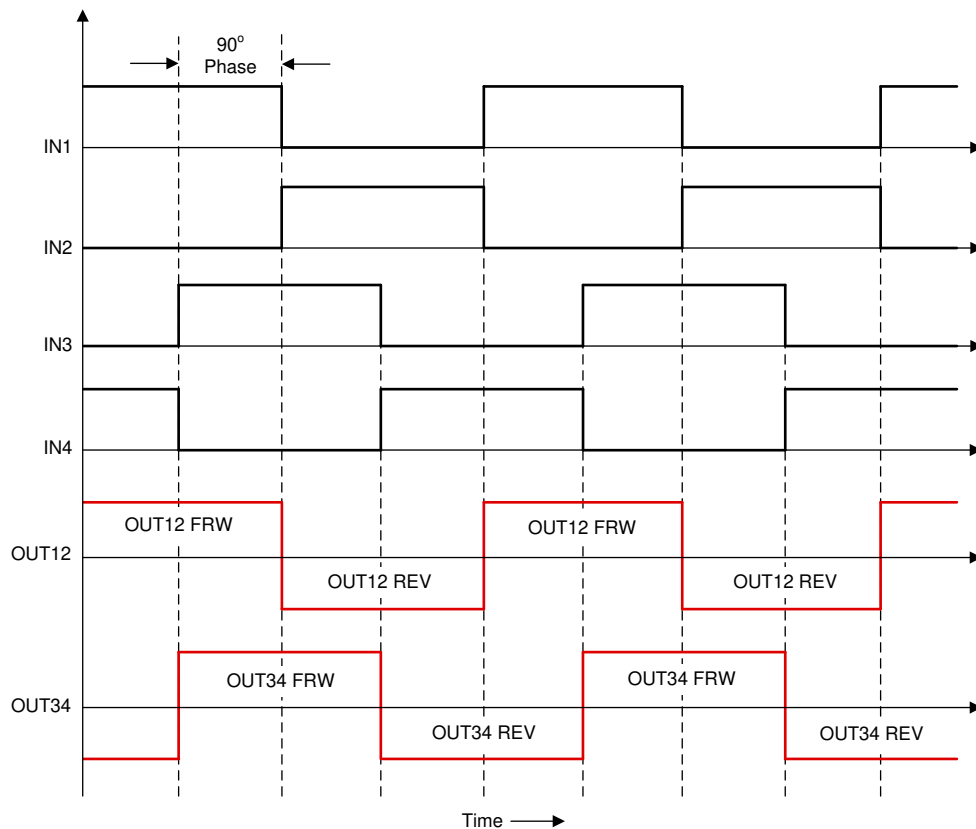 90°
Phase
IN1
IN2
IN3
IN4
OUT12 FRW
OUT12 FRW
OUT12
OUT12 REV
OUT12 REV
OUT34 FRW
OUT34 FRW
OUT34
OUT34 REV
OUT34 REV
Time